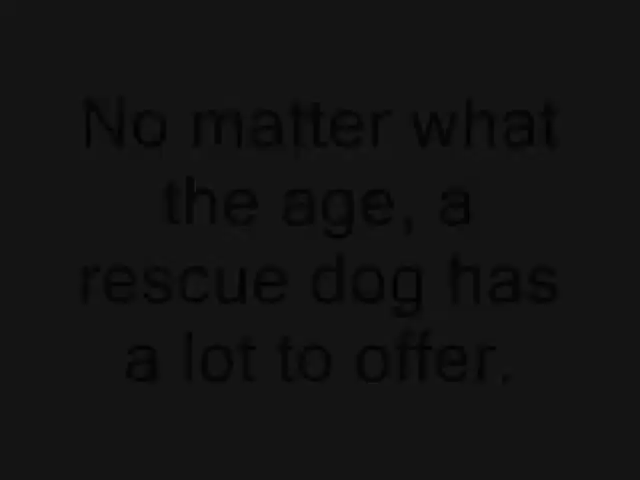 No matter what
the age, a
rescue dog has
a lot to offer.